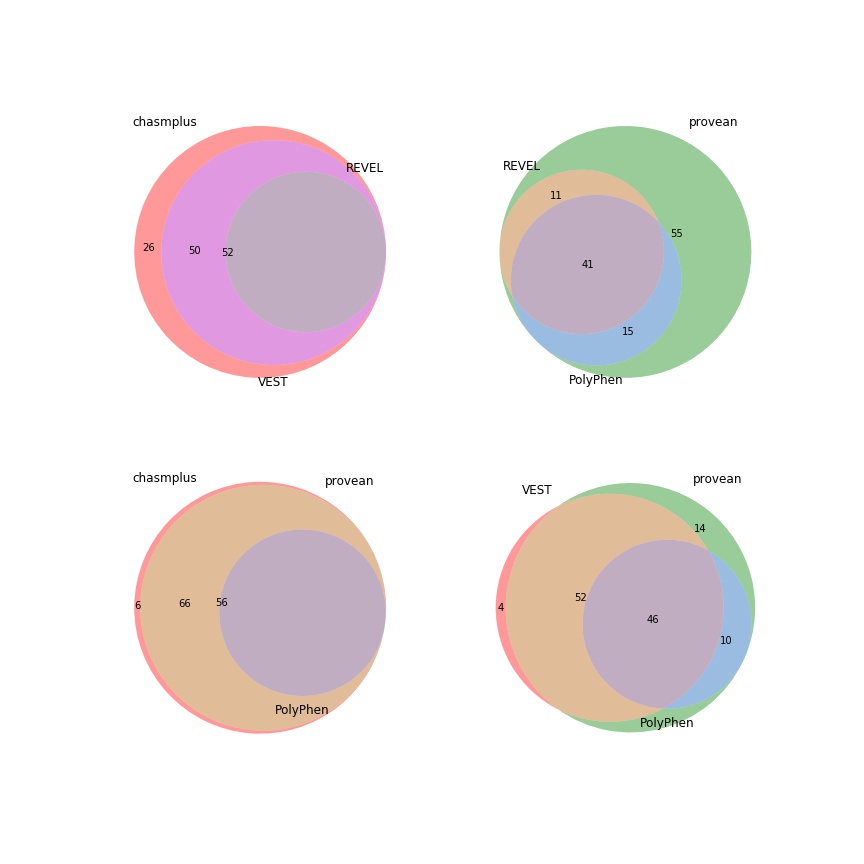 chasmplus
REVEL
26
50
52
VEST
provean
REVEL
11
55
41
15
PolyPhen
chasmplus
provean
6
66
56
PolyPhen
provean
VEST
14
52
4
46
10
PolyPhen